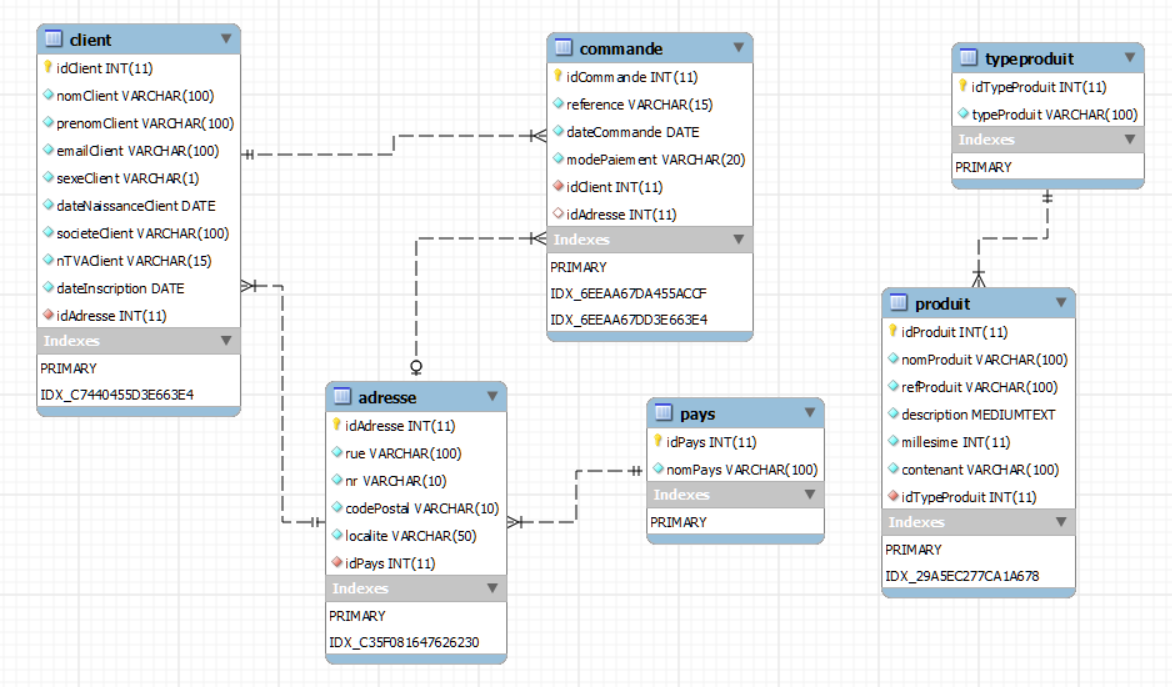 client
idClient INT(11)
nomClient VARCHAR(100)
prenomClient VARCHAR(100)
emailClient VARCHAR(100)
sexeClient VARCHAR(1)
dateNaissanceClient DATE
societeClient VARCHAR(100)
nTVAClient VARCHAR(15)
dateInscription DATE
idAdresse INT(11)
Indexes
PRIMARY
IDX_C7440455D3E663E4
commande
idCommande INT(11)
reference VARCHAR(15)
dateCommande DATE
modePaiement VARCHAR(20)
idClient INT(11)
idAdresse INT(11)
Indexes
PRIMARY
IDX_6EEAA67DA455ACCF
IDX_6EEAA67DD3E663E4
typeproduit
idTypeProduit INT(11)
typeProduit VARCHAR(100)
Indexes
PRIMARY
adresse
idAdresse INT(11)
rue VARCHAR(100)
nr VARCHAR(10)
codePostal VARCHAR(10)
localite VARCHAR(50)
idPays INT(11)
Indexes
PRIMARY
IDX_C35F081647626230
pays
idPays INT(11)
nomPays VARCHAR(100)
Indexes
PRIMARY
produit
idProduit INT(11)
nomProduit VARCHAR(100)
refProduit VARCHAR(100)
description MEDIUMTEXT
millesime INT(11)
contenant VARCHAR(100)
idTypeProduit INT(11)
Indexes
PRIMARY
IDX_29A5EC277CA1A678